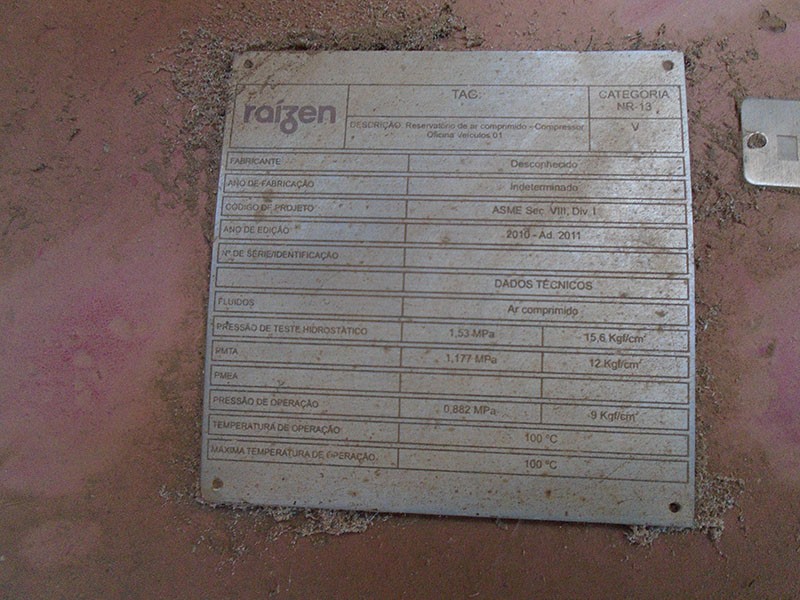 raízen
TAG:
CATEGORIA
NR-13
DESCRIÇÃO: Reservatório de ar comprimido - Compressor
Oficina Veículos 01
V
FABRICANTE Desconhecido
ANO DE FABRICAÇÃO Indeterminado
CÓDIGO DE PROJETO ASME Sec. VIII, Div. I
ANO DE EDIÇÃO 2010 - Ad. 2011
Nº DE SÉRIE/IDENTIFICAÇÃO
DADOS TÉCNICOS
FLUIDOS Ar comprimido
PRESSÃO DE TESTE HIDROSTÁTICO 1,53 MPa 15,6 Kgf/cm²
PMTA 1,177 MPa 12 Kgf/cm²
PMEA
PRESSÃO DE OPERAÇÃO 0,882 MPa 9 Kgf/cm²
TEMPERATURA DE OPERAÇÃO 100 °C
MÁXIMA TEMPERATURA DE OPERAÇÃO 100 °C